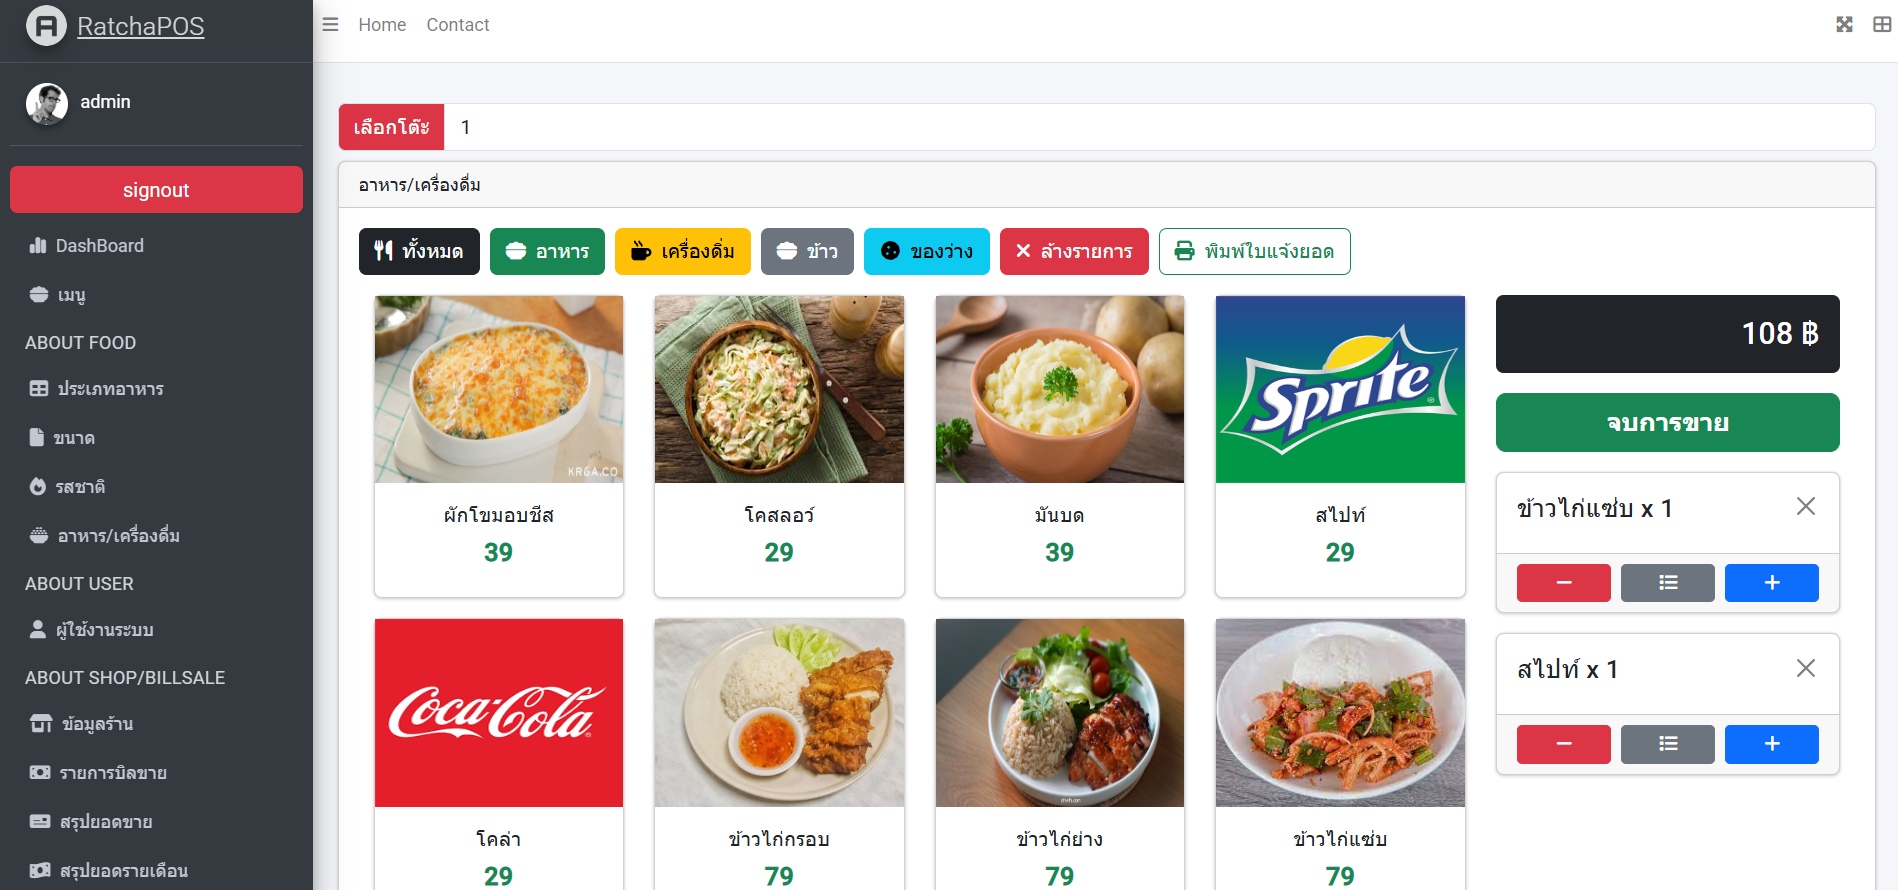 RatchaPOS
Home
Contact
admin
signout
DashBoard
เมนู
ABOUT FOOD
ประเภทอาหาร
ขนาด
รสชาติ
อาหาร/เครื่องดื่ม
ABOUT USER
ผู้ใช้งานระบบ
ABOUT SHOP/BILLSALE
ข้อมูลร้าน
รายการบิลขาย
สรุปยอดขาย
สรุปยอดรายเดือน
เลือกโต๊ะ 1
อาหาร/เครื่องดื่ม
ทั้งหมด อาหาร เครื่องดิ่ม ข้าว ของว่าง ล้างรายการ พิมพ์ใบแจ้งยอด
KRGA.CO
Sprite
ผักโขมอบชีส
39
โคสลอว์
29
มันบด
39
สไปท์
29
Coca-Cola
โคล่า
29
ข้าวไก่กรอบ
79
ข้าวไก่ย่าง
79
ข้าวไก่แซ่บ
79
108 ฿
จบการขาย
ข้าวไก่แซ่บ x 1
สไปท์ x 1